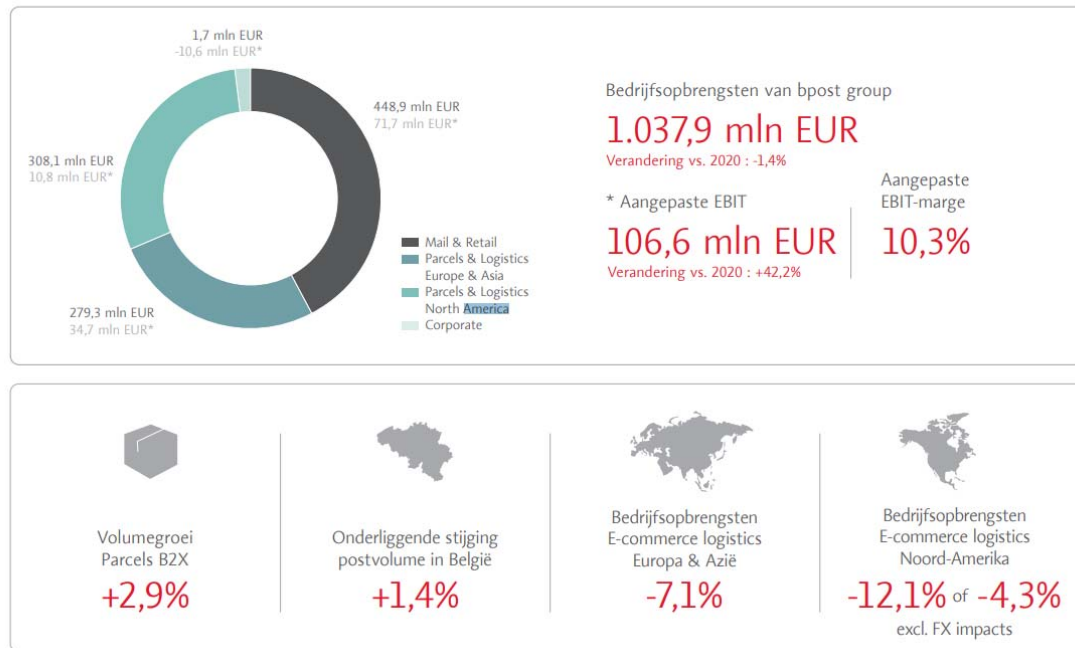 1,7 mln EUR
-10,6 mln EUR*
448,9 mln EUR
71,7 mln EUR*
308,1 mln EUR
10,8 mln EUR*
279,3 mln EUR
34,7 mln EUR*
Mail & Retail
Parcels & Logistics
Europe & Asia
Parcels & Logistics
North America
Corporate
Bedrijfsopbrengsten van bpost group
1.037,9 mln EUR
Verandering vs. 2020 : -1,4%
* Aangepaste EBIT
106,6 mln EUR
Verandering vs. 2020 : +42,2%
Aangepaste
EBIT-marge
10,3%
Volumegroei
Parcels B2X
+2,9%
Onderliggende stijging
postvolume in België
+1,4%
Bedrijfsopbrengsten
E-commerce logistics
Europa & Azië
-7,1%
Bedrijfsopbrengsten
E-commerce logistics
Noord-Amerika
-12,1% of -4,3%
excl. FX impacts